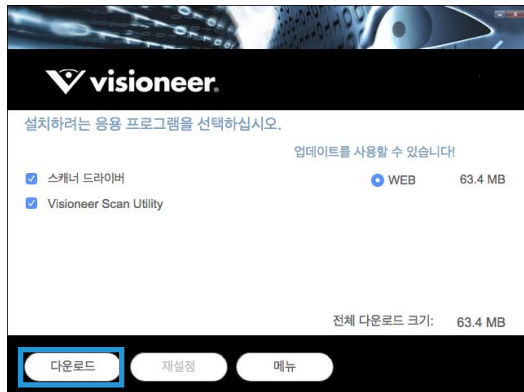 visioneer.
설치하려는 응용 프로그램을 선택하십시오.
업데이트를 사용할 수 있습니다!
스캐너 드라이버 WEB 63.4 MB
Visioneer Scan Utility
전체 다운로드 크기: 63.4 MB
다운로드 재설정 메뉴